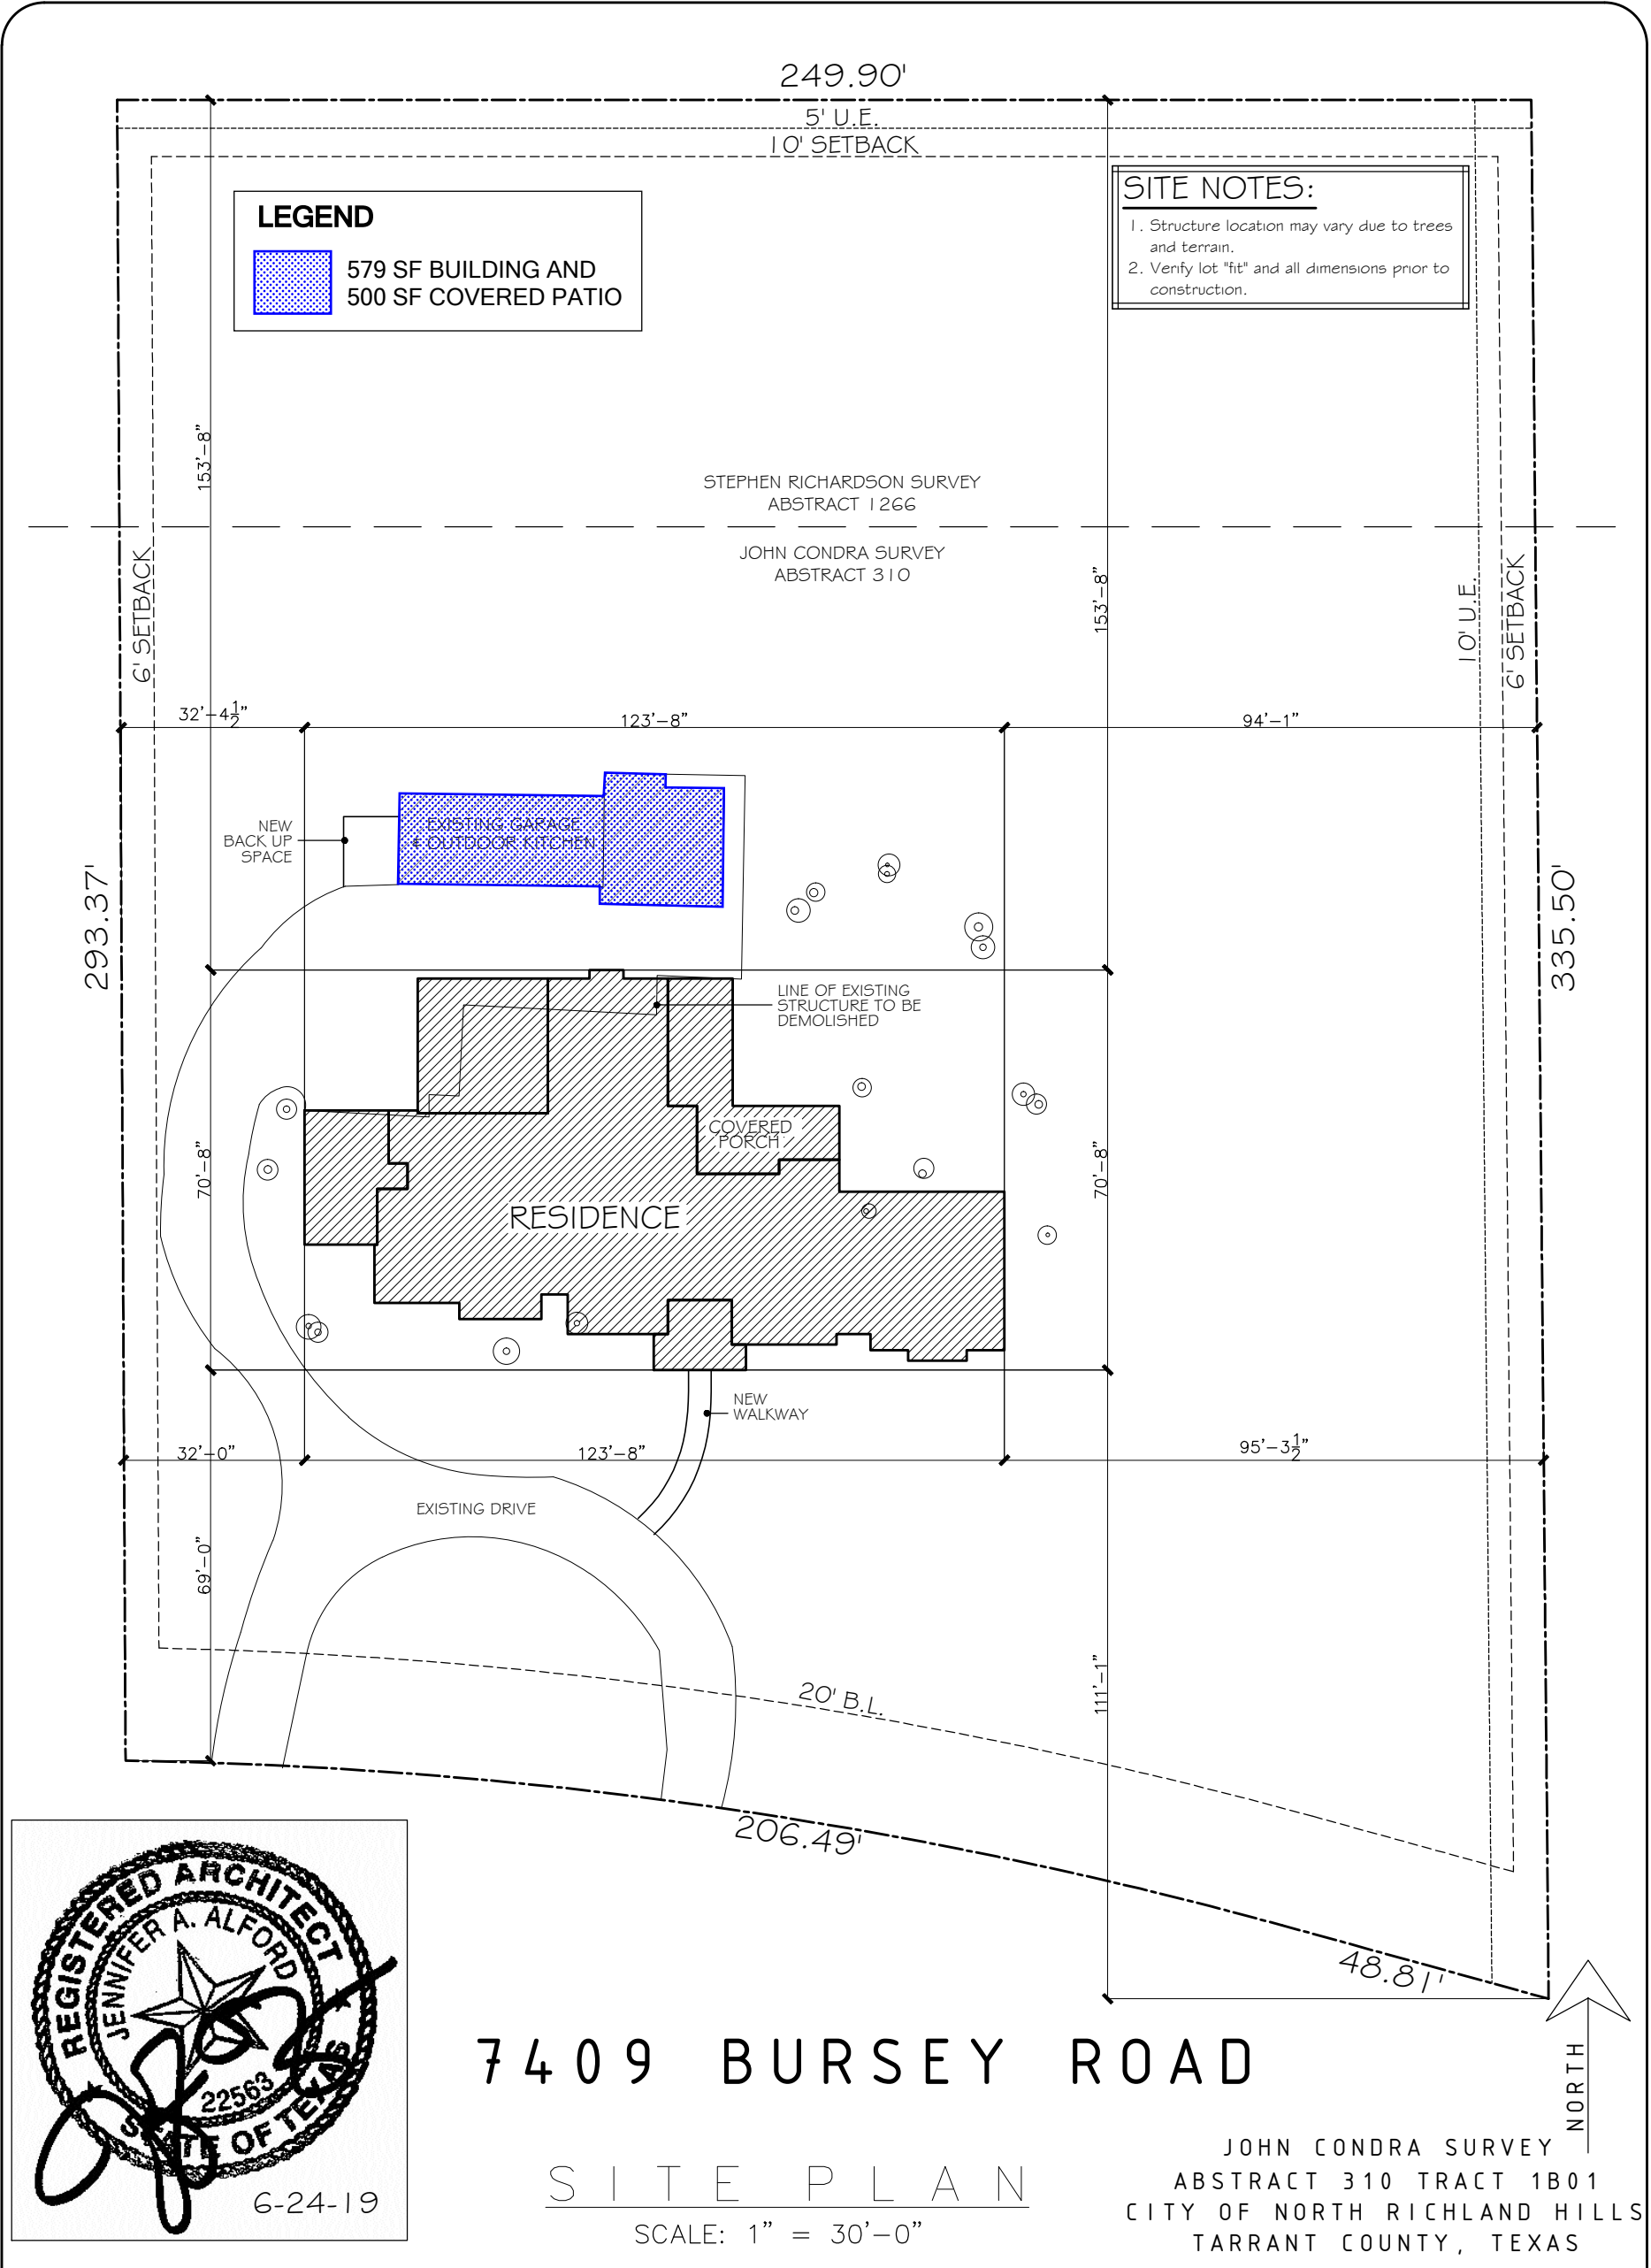 249.90'
5' U.E.
10' SETBACK
LEGEND
579 SF BUILDING AND
500 SF COVERED PATIO
SITE NOTES:
1. Structure location may vary due to trees
and terrain.
2. Verify lot "fit" and all dimensions prior to
construction.
153'-8"
STEPHEN RICHARDSON SURVEY
ABSTRACT 1266
JOHN CONDRA SURVEY
ABSTRACT 310
6' SETBACK
153'-8"
10' U.E.
6' SETBACK
32'-4 1/2"
123'-8"
94'-1"
NEW
BACK UP
SPACE
EXISTING GARAGE
& OUTDOOR KITCHEN
293.37'
335.50'
LINE OF EXISTING
STRUCTURE TO BE
DEMOLISHED
70'-8"
COVERED
PORCH
70'-8"
RESIDENCE
NEW
WALKWAY
32'-0"
123'-8"
95'-3 1/2"
EXISTING DRIVE
69'-0"
111'-1"
20' B.L.
206.49'
48.81'
REGISTERED ARCHITECT
JENNIFER A. ALFORD
22563
STATE OF TEXAS
6-24-19
7409 BURSEY ROAD
NORTH
SITE PLAN
SCALE: 1" = 30'-0"
JOHN CONDRA SURVEY
ABSTRACT 310 TRACT 1B01
CITY OF NORTH RICHLAND HILLS
TARRANT COUNTY, TEXAS